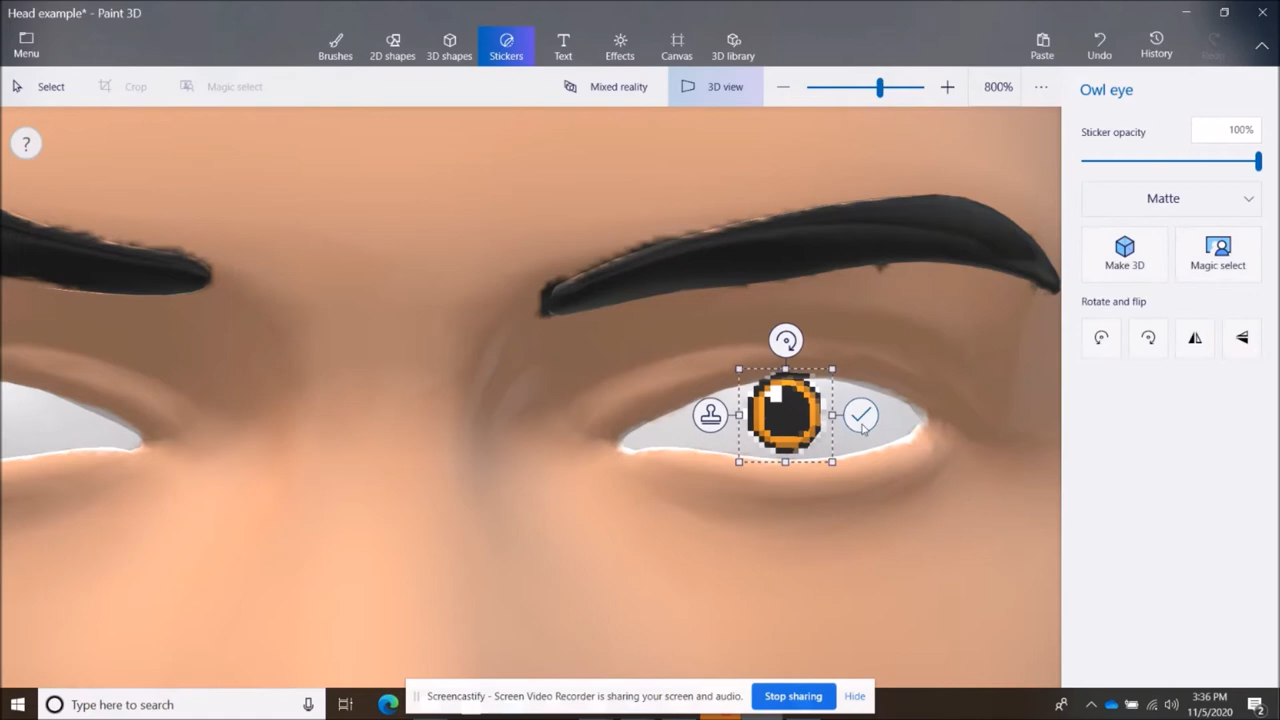 Head example* - Paint 3D
Menu
Brushes
2D shapes
3D shapes
Stickers
Text
Effects
Canvas
3D library
Paste
Undo
History
Select
Crop
Magic select
Mixed reality
3D view
800%
Owl eye
Sticker opacity
100%
Matte
Make 3D
Magic select
Rotate and flip
?
Screencastify - Screen Video Recorder is sharing your screen and audio.
Stop sharing
Hide
Type here to search
3:36 PM
11/5/2020
2